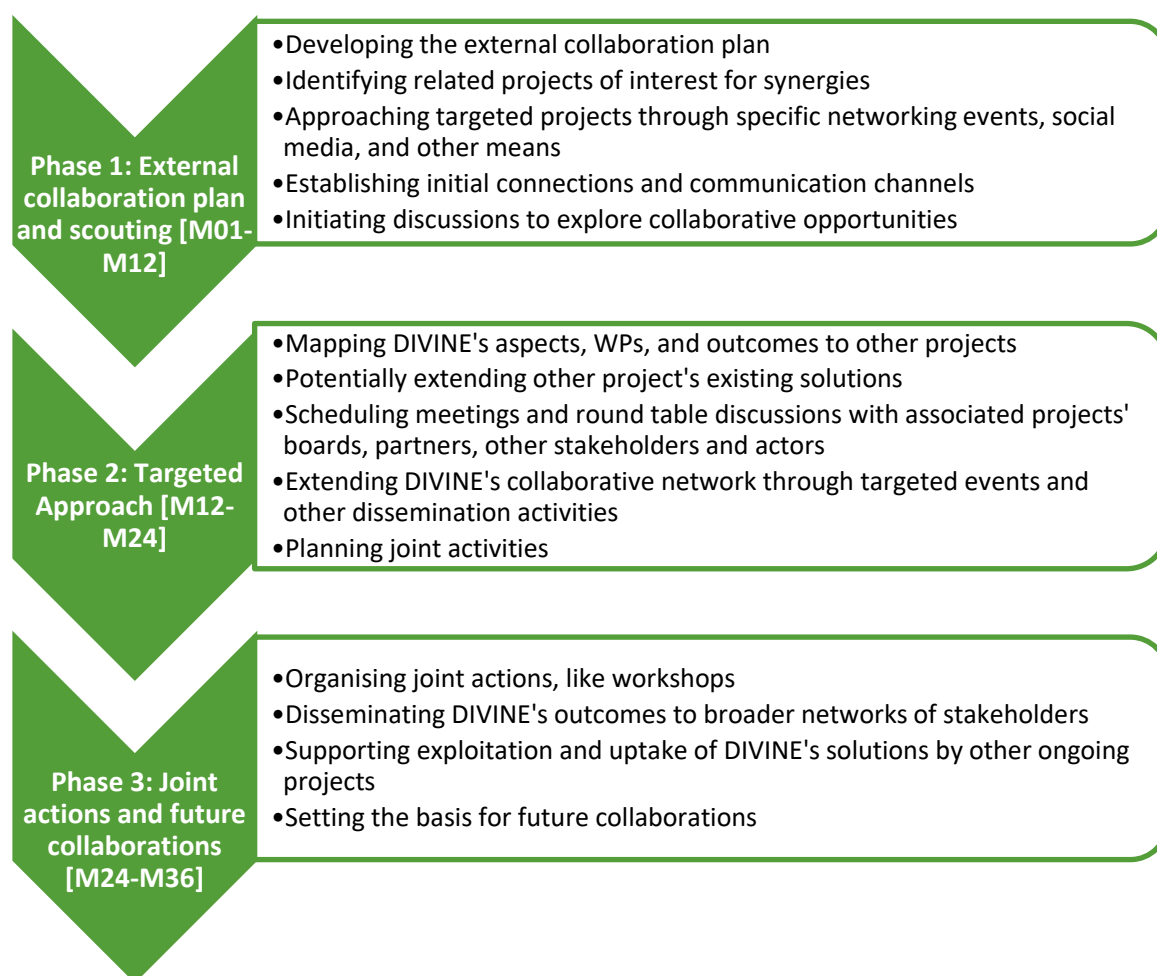 Phase 1: External
collaboration plan
and scouting [M01-
M12]
•Developing the external collaboration plan
•Identifying related projects of interest for synergies
•Approaching targeted projects through specific networking events, social
media, and other means
•Establishing initial connections and communication channels
•Initiating discussions to explore collaborative opportunities
Phase 2: Targeted
Approach [M12-
M24]
•Mapping DIVINE's aspects, WPs, and outcomes to other projects
•Potentially extending other project's existing solutions
•Scheduling meetings and round table discussions with associated projects'
boards, partners, other stakeholders and actors
•Extending DIVINE's collaborative network through targeted events and
other dissemination activities
•Planning joint activities
Phase 3: Joint
actions and future
collaborations
[M24-M36]
•Organising joint actions, like workshops
•Disseminating DIVINE's outcomes to broader networks of stakeholders
•Supporting exploitation and uptake of DIVINE's solutions by other ongoing
projects
•Setting the basis for future collaborations